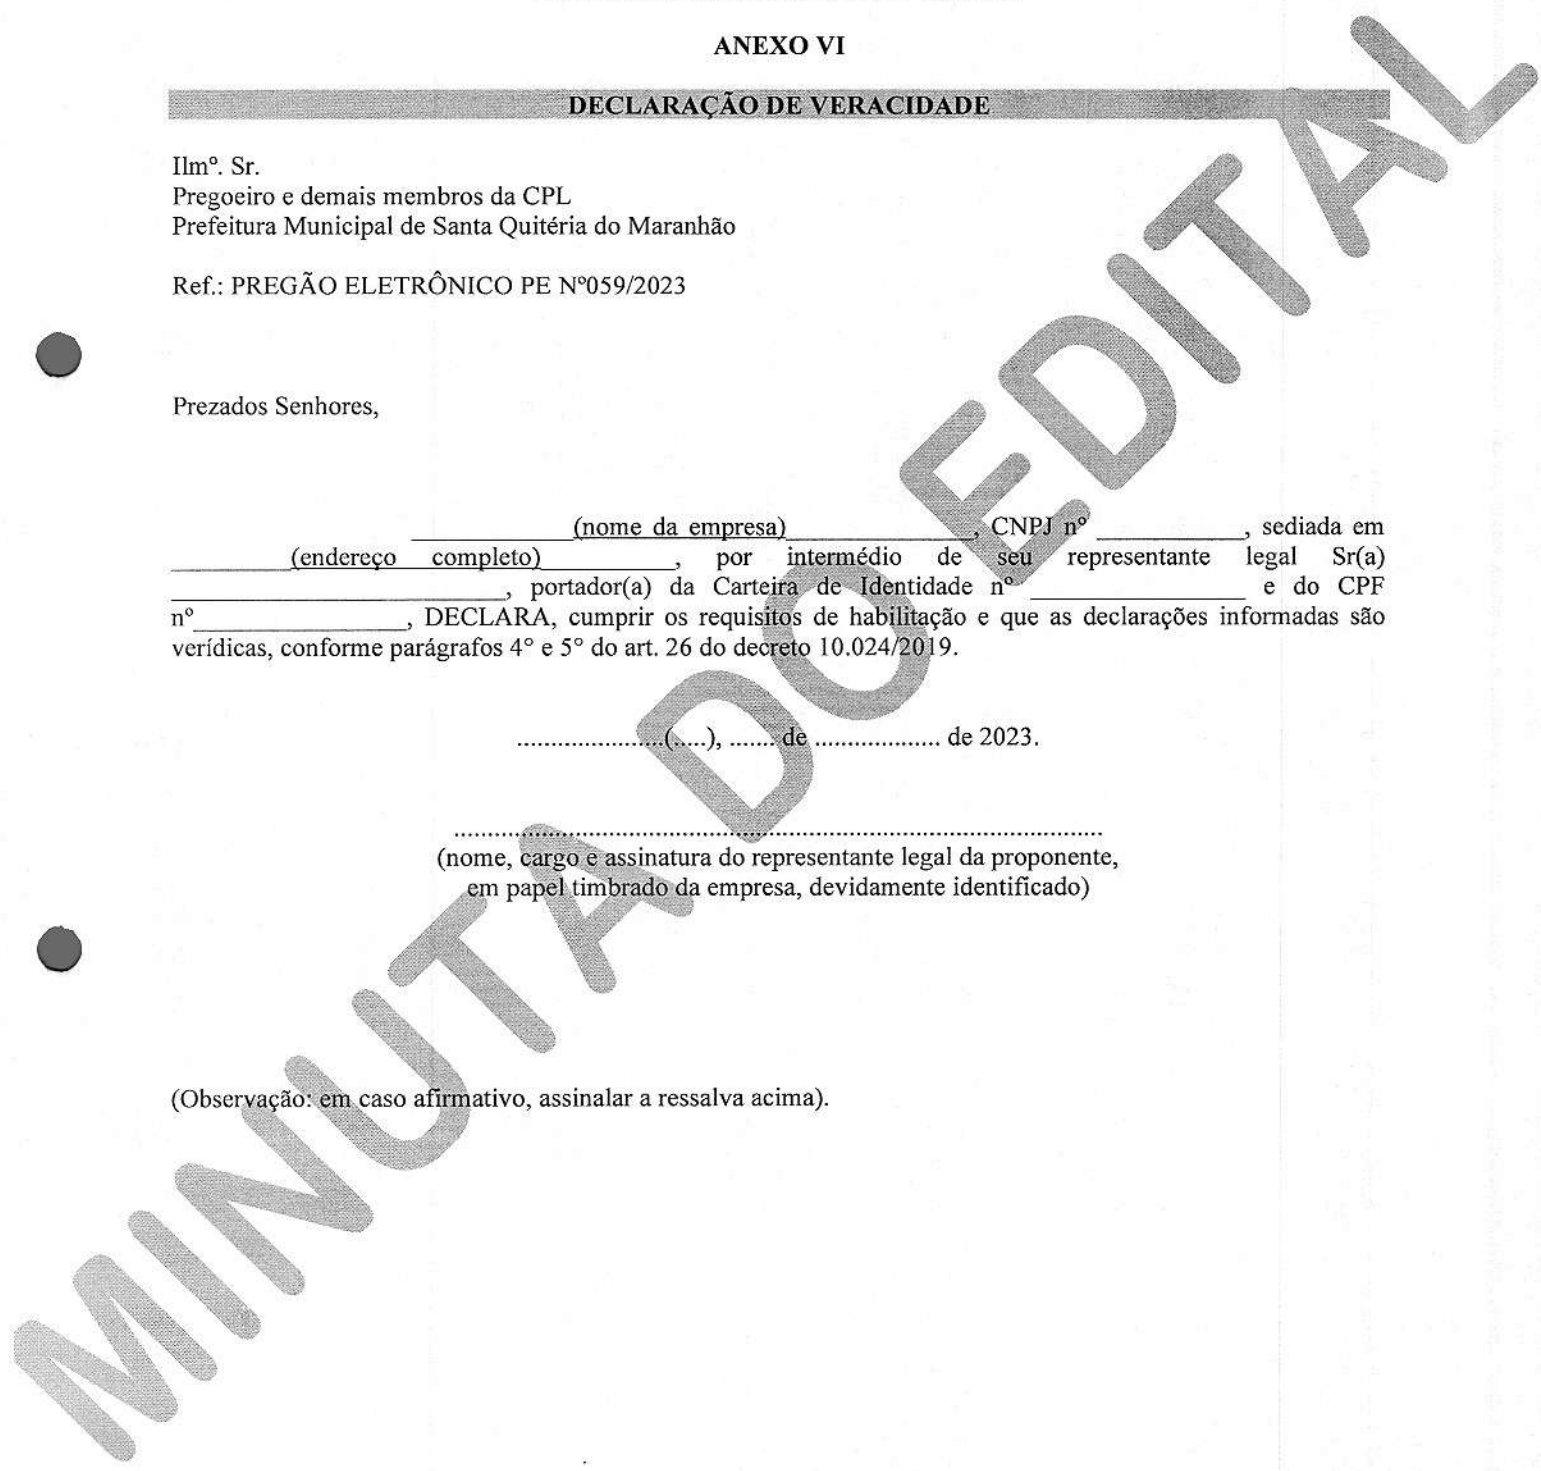 ANEXO VI
DECLARAÇÃO DE VERACIDADE
Ilmº. Sr.
Pregoeiro e demais membros da CPL
Prefeitura Municipal de Santa Quitéria do Maranhão
Ref.: PREGÃO ELETRÔNICO PE Nº059/2023
Prezados Senhores,
_____________(nome da empresa)_______________, CNPJ nº ____________, sediada em
__________(endereço completo)___________, por intermédio de seu representante legal Sr(a)
___________________________, portador(a) da Carteira de Identidade nº _________________ e do CPF
nº_________________, DECLARA, cumprir os requisitos de habilitação e que as declarações informadas são
verídicas, conforme parágrafos 4° e 5° do art. 26 do decreto 10.024/2019.
......................(.....), ....... de ................... de 2023.
..................................................................................................
(nome, cargo e assinatura do representante legal da proponente,
em papel timbrado da empresa, devidamente identificado)
(Observação: em caso afirmativo, assinalar a ressalva acima).
MINUTA DO EDITAL